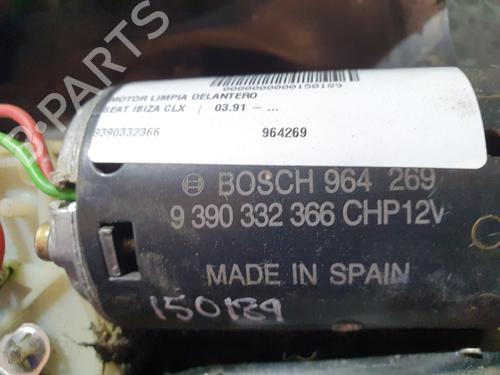 B-PARTS
0000000000150189
MOTOR LIMPIA DELANTERO
SEAT IBIZA CLX | 03.91 – ...
9390332366 964269
BOSCH 964 269
9 390 332 366 CHP12V
MADE IN SPAIN
150189